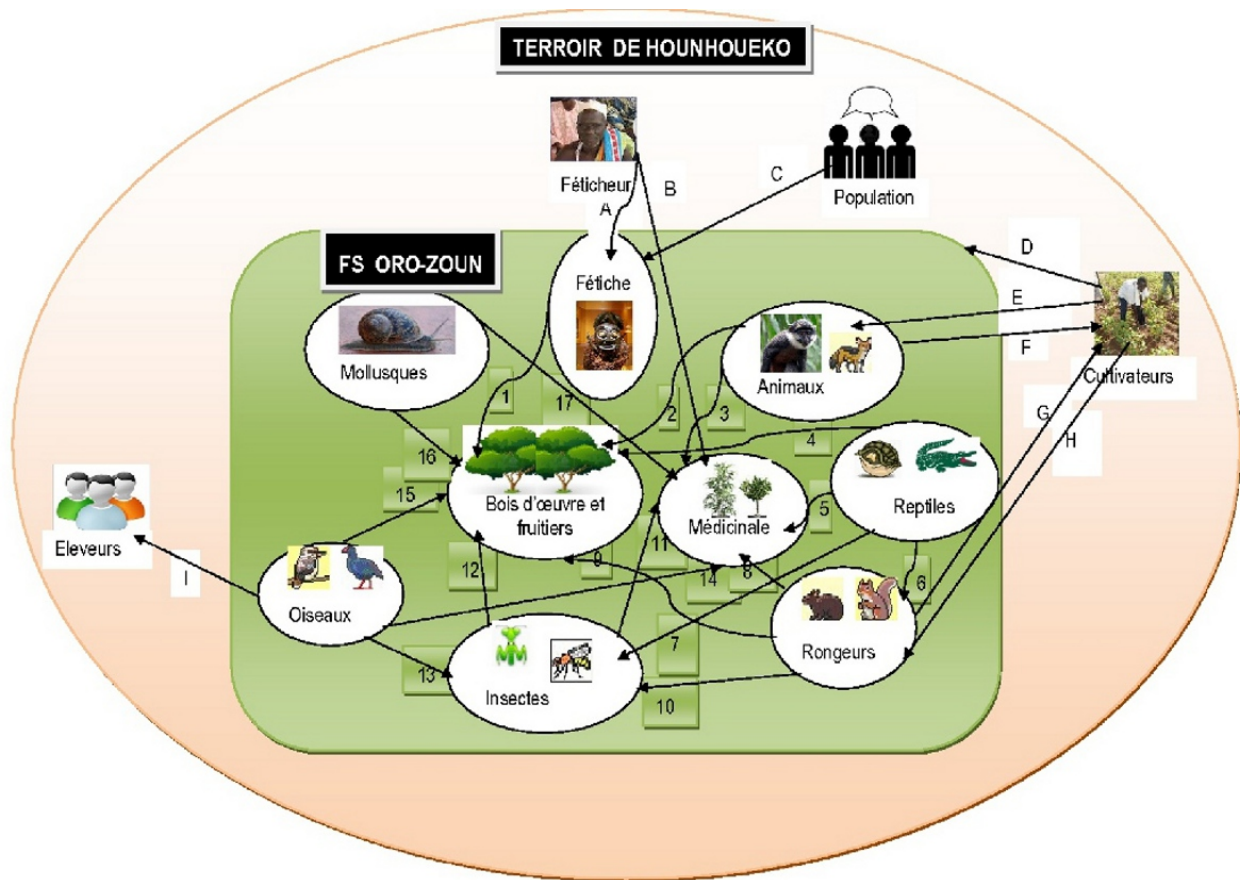 TERROIR DE HOUNHOUEKO
Féticheur
A
B
C
Population
FS ORO-ZOUN
Fétiche
D
E
F
G
H
Cultivateurs
Mollusques
Animaux
1
17
2
3
4
16
15
Bois d'œuvre et
fruitiers
Médicinale
5
Reptiles
Eleveurs
I
Oiseaux
12
9
11
14
8
6
Rongeurs
13
Insectes
7
10